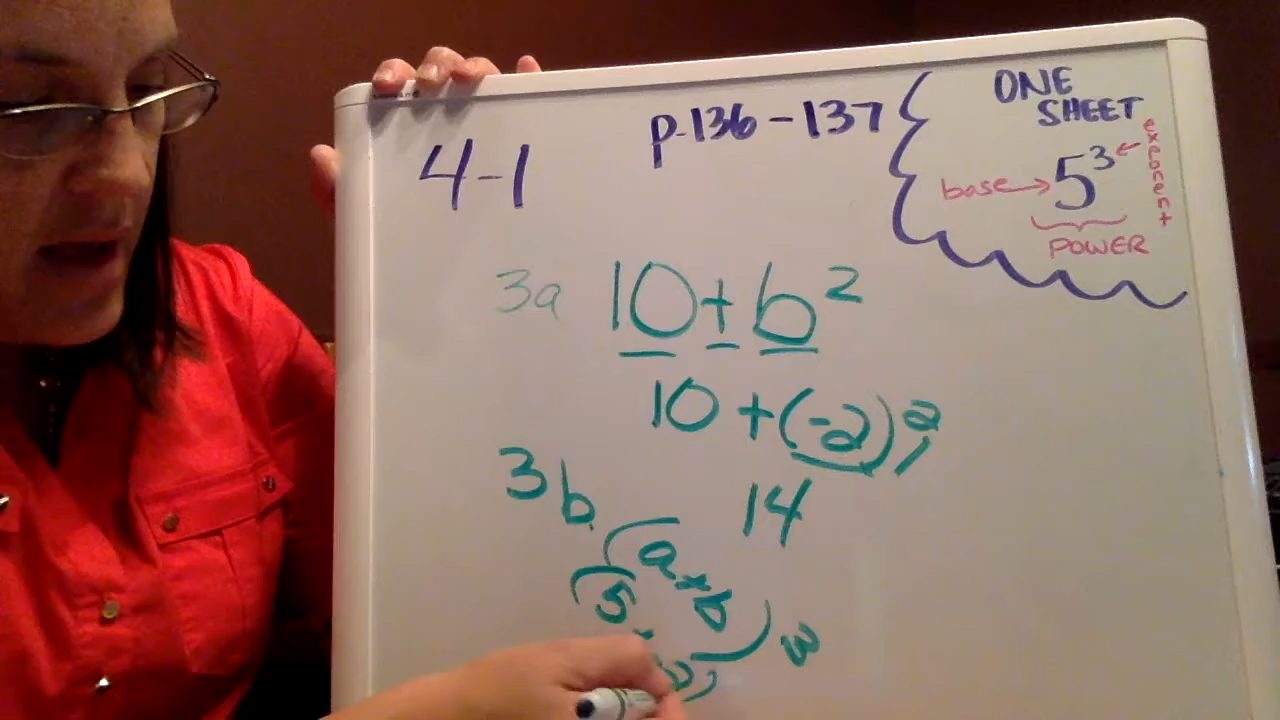 4-1
p.136-137
ONE
SHEET
base → 5³ ← exponent
POWER
3a 10 + b²
10 + (-2)²
14
3b
(a + b)³
(5